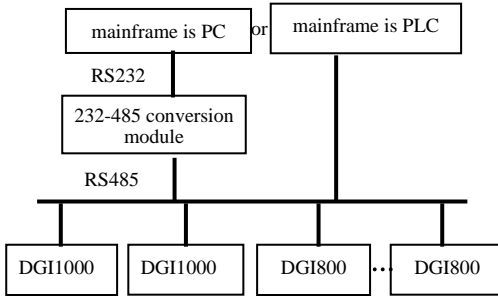 mainframe is PC or mainframe is PLC
RS232
232-485 conversion
module
RS485
DGI1000 DGI1000 DGI800 ... DGI800